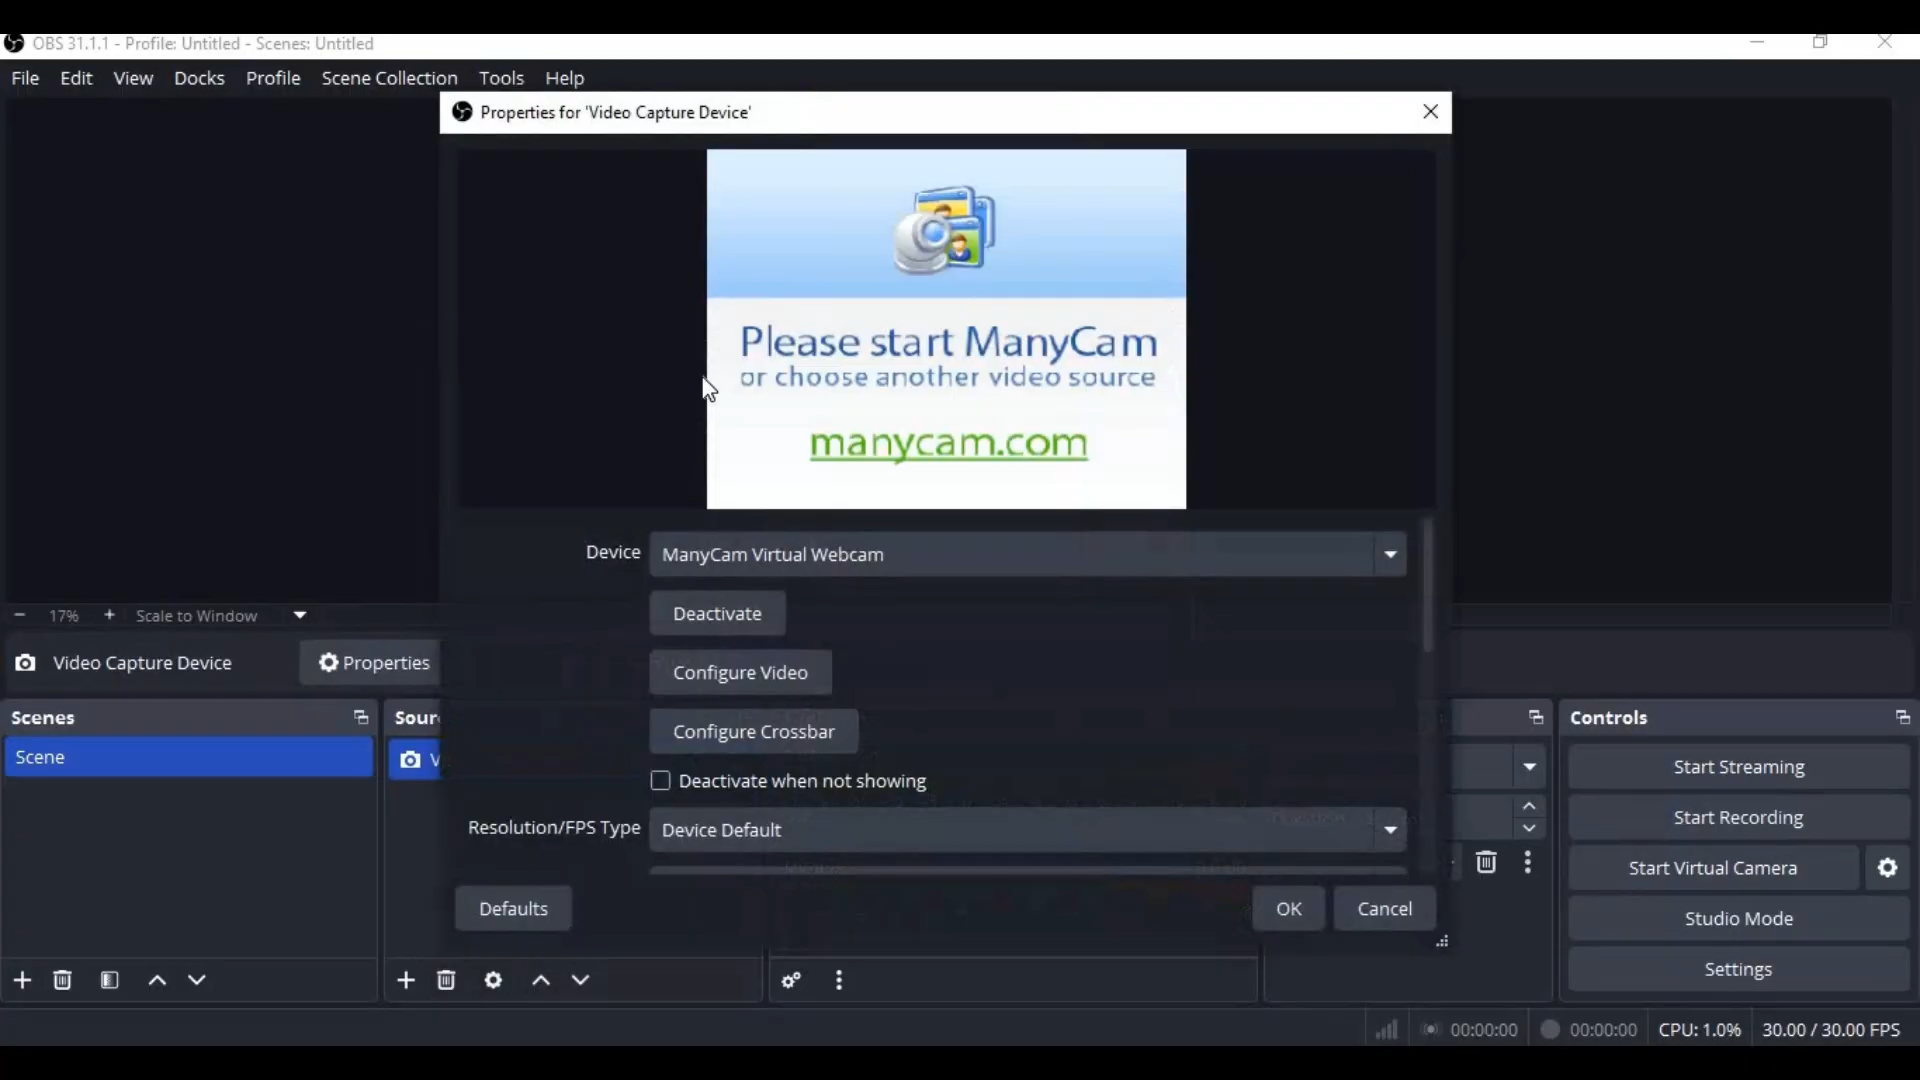 OBS 31.1.1 - Profile: Untitled - Scenes: Untitled
File Edit View Docks Profile Scene Collection Tools Help
Properties for 'Video Capture Device'
Please start ManyCam
or choose another video source
manycam.com
Device ManyCam Virtual Webcam
Deactivate
17% Scale to Window
Video Capture Device Properties
Configure Video
Configure Crossbar
Deactivate when not showing
Resolution/FPS Type Device Default
Defaults OK Cancel
Scenes
Scene
Sour
V
Controls
Start Streaming
Start Recording
Start Virtual Camera
Studio Mode
Settings
00:00:00 00:00:00 CPU: 1.0% 30.00 / 30.00 FPS